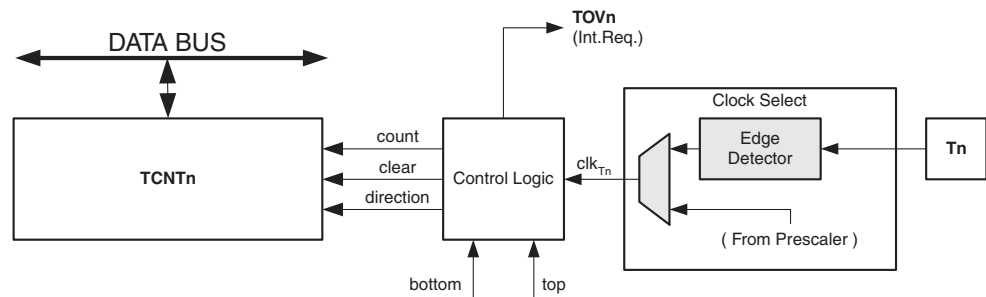 TOVn
(Int.Req.)
DATA BUS
Clock Select
count
Edge
Detector
Tn
TCNTn
clear
Control Logic
clkTn
direction
( From Prescaler )
bottom
top